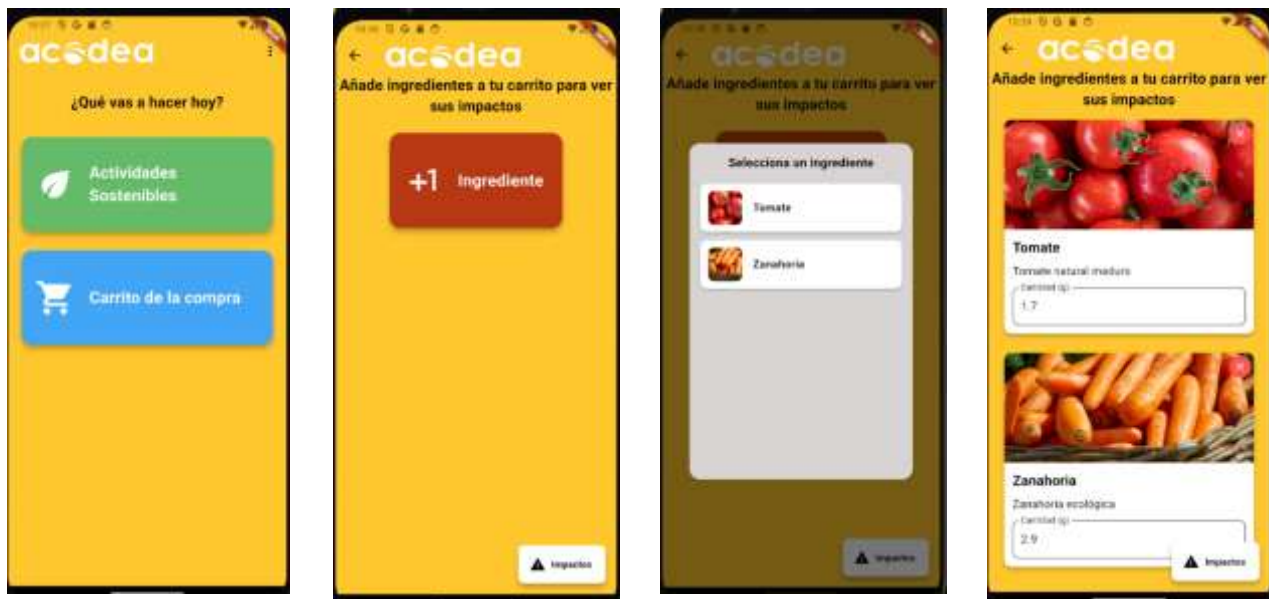 acodea
¿Qué vas a hacer hoy?
Actividades
Sostenibles
Carrito de la compra
acodea
Añade ingredientes a tu carrito para ver
sus impactos
+1 Ingrediente
Impactos
acodea
Añade ingredientes a tu carrito para ver
sus impactos
Selecciona un ingrediente
Tomate
Zanahoria
Impactos
acodea
Añade ingredientes a tu carrito para ver
sus impactos
Tomate
Tomate natural maduro
Cantidad (g)
1.7
Zanahoria
Zanahoria ecológica
Cantidad (g)
2.9
Impactos